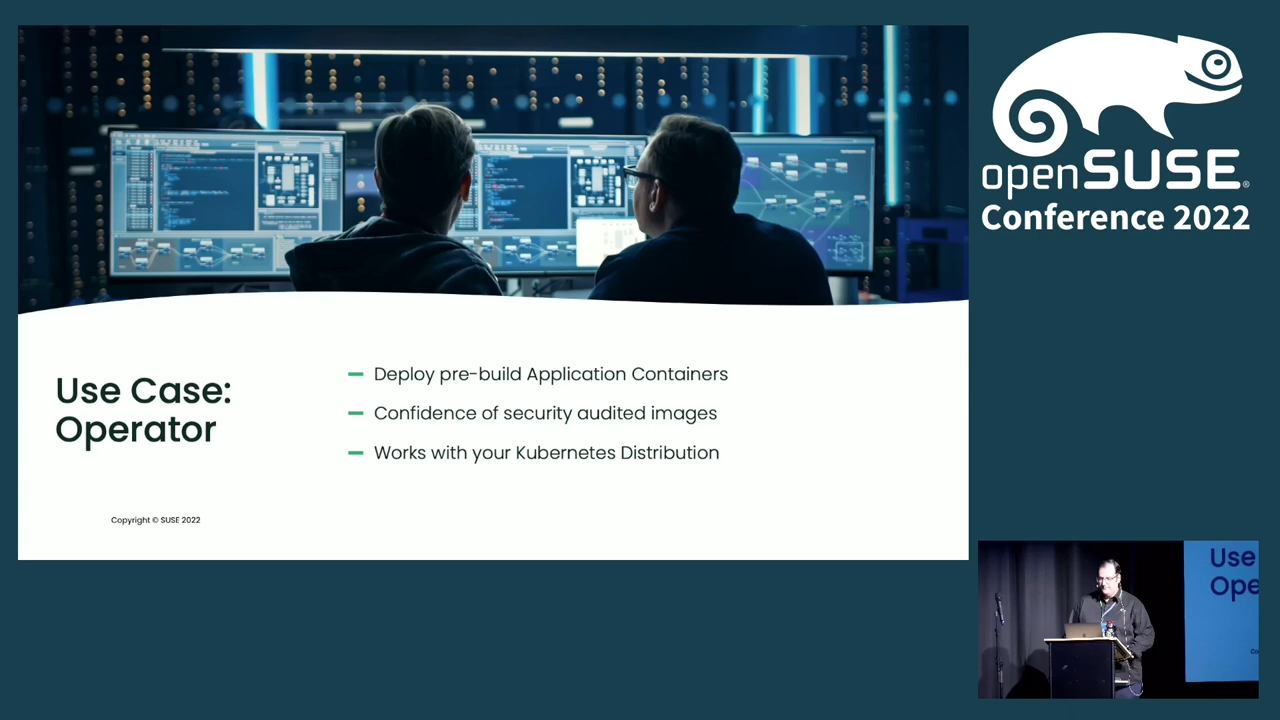 openSUSE®
Conference 2022
Use Case:
Operator
Deploy pre-build Application Containers
Confidence of security audited images
Works with your Kubernetes Distribution
Copyright © SUSE 2022
Use
Ope